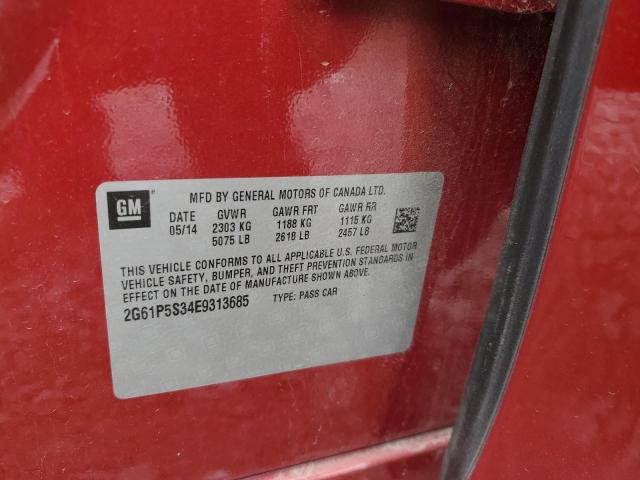 GM
MFD BY GENERAL MOTORS OF CANADA LTD.
DATE GVWR GAWR FRT GAWR RR
05/14 2303 KG 1188 KG 1115 KG
5075 LB 2618 LB 2457 LB
THIS VEHICLE CONFORMS TO ALL APPLICABLE U.S. FEDERAL MOTOR
VEHICLE SAFETY, BUMPER, AND THEFT PREVENTION STANDARDS IN
EFFECT ON THE DATE OF MANUFACTURE SHOWN ABOVE.
2G61P5S34E9313685 TYPE: PASS CAR